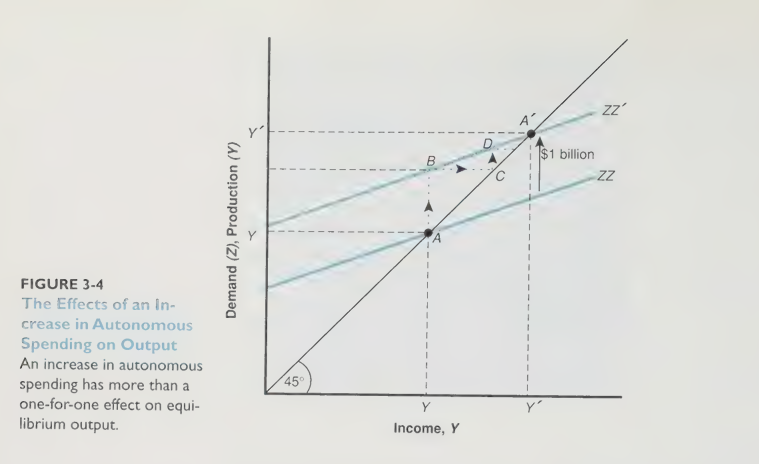 ZZ′
A′
Y′
D
$1 billion
B
C
ZZ
Y
A
Demand (Z), Production (Y)
45°
Y
Y′
Income, Y
FIGURE 3-4
The Effects of an In-
crease in Autonomous
Spending on Output
An increase in autonomous
spending has more than a
one-for-one effect on equi-
librium output.